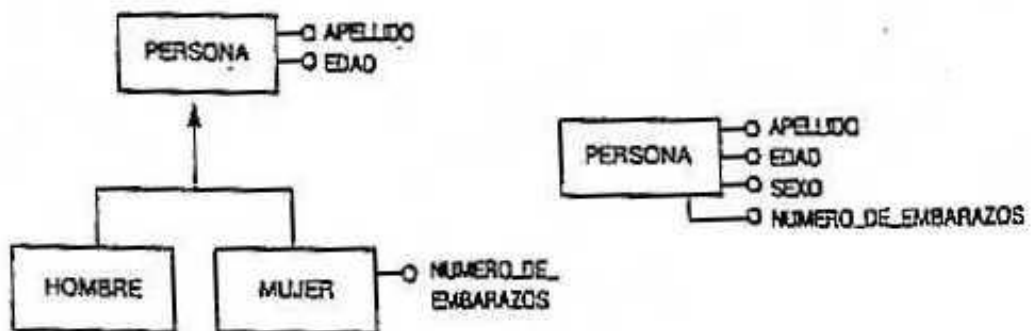 PERSONA
APELLIDO
EDAD
HOMBRE
MUJER
NUMERO_DE_
EMBARAZOS
PERSONA
APELLIDO
EDAD
SEXO
NUMERO_DE_EMBARAZOS